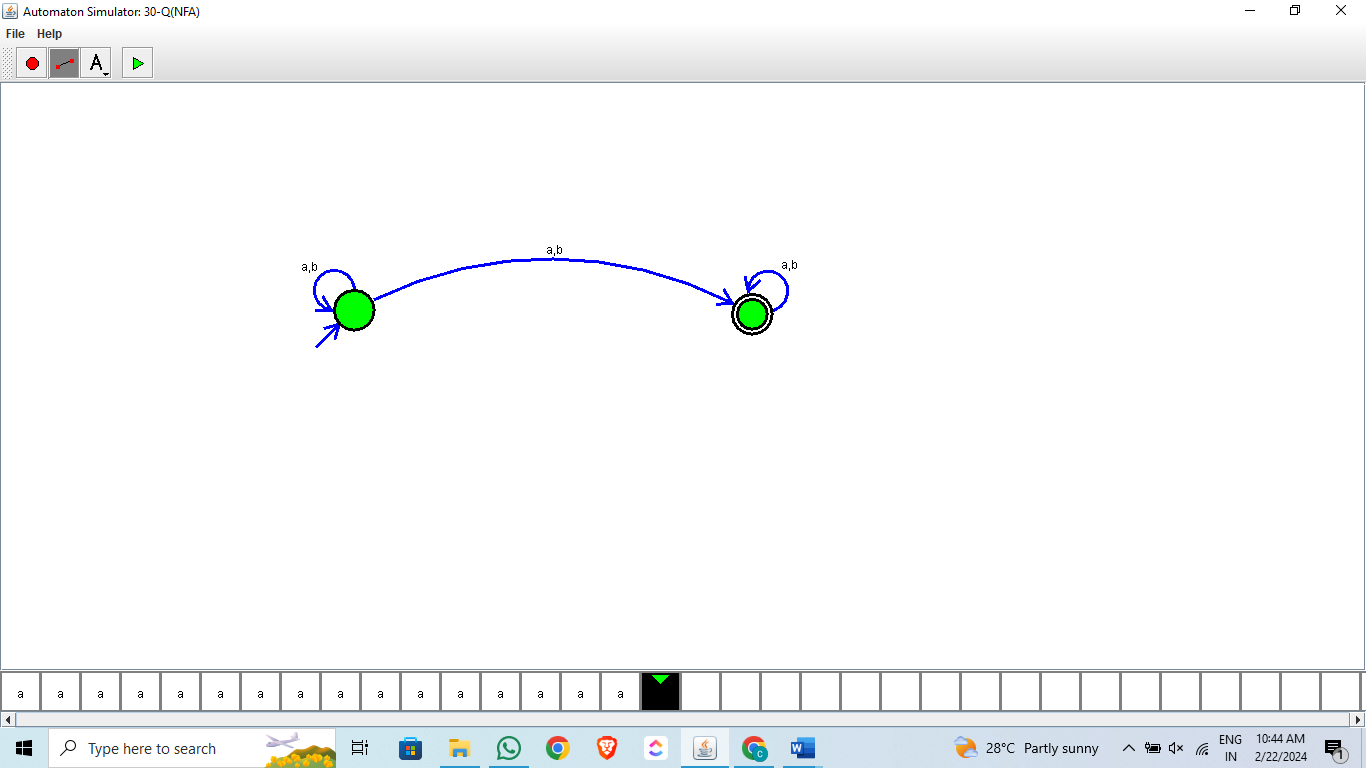 Automaton Simulator: 30-Q(NFA)
File Help
A
a,b
a,b
a,b
a a a a a a a a a a a a a a a a
Type here to search
28°C Partly sunny
ENG
IN
10:44 AM
2/22/2024
1